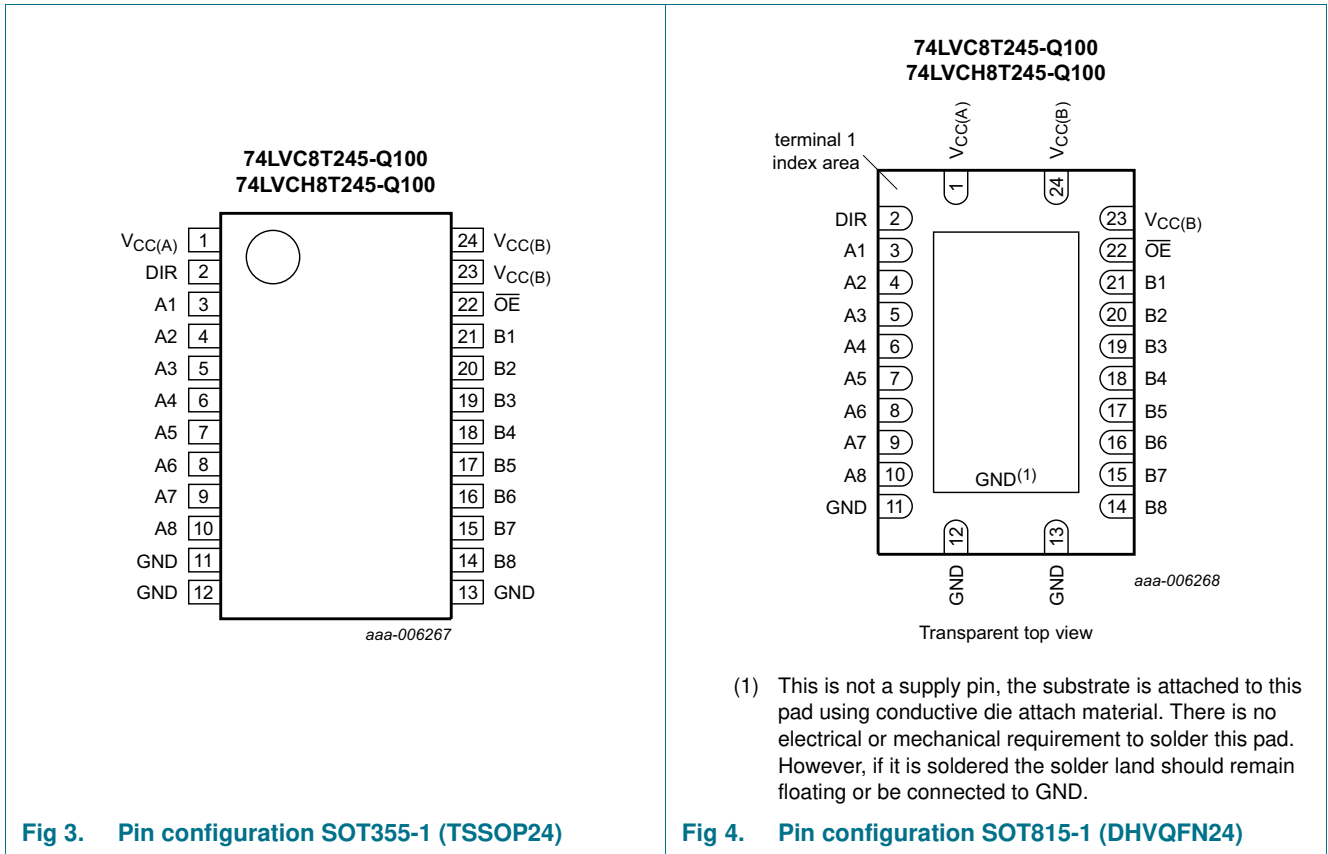 74LVC8T245-Q100
74LVCH8T245-Q100
VCC(A) 1
DIR 2
A1 3
A2 4
A3 5
A4 6
A5 7
A6 8
A7 9
A8 10
GND 11
GND 12
24 VCC(B)
23 VCC(B)
22 OE
21 B1
20 B2
19 B3
18 B4
17 B5
16 B6
15 B7
14 B8
13 GND
aaa-006267
Fig 3. Pin configuration SOT355-1 (TSSOP24)
74LVC8T245-Q100
74LVCH8T245-Q100
terminal 1
index area
VCC(A)
VCC(B)
1
24
DIR 2
A1 3
A2 4
A3 5
A4 6
A5 7
A6 8
A7 9
A8 10
GND 11
23 VCC(B)
22 OE
21 B1
20 B2
19 B3
18 B4
17 B5
16 B6
15 B7
14 B8
GND(1)
12
13
GND
GND
aaa-006268
Transparent top view
(1) This is not a supply pin, the substrate is attached to this
pad using conductive die attach material. There is no
electrical or mechanical requirement to solder this pad.
However, if it is soldered the solder land should remain
floating or be connected to GND.
Fig 4. Pin configuration SOT815-1 (DHVQFN24)